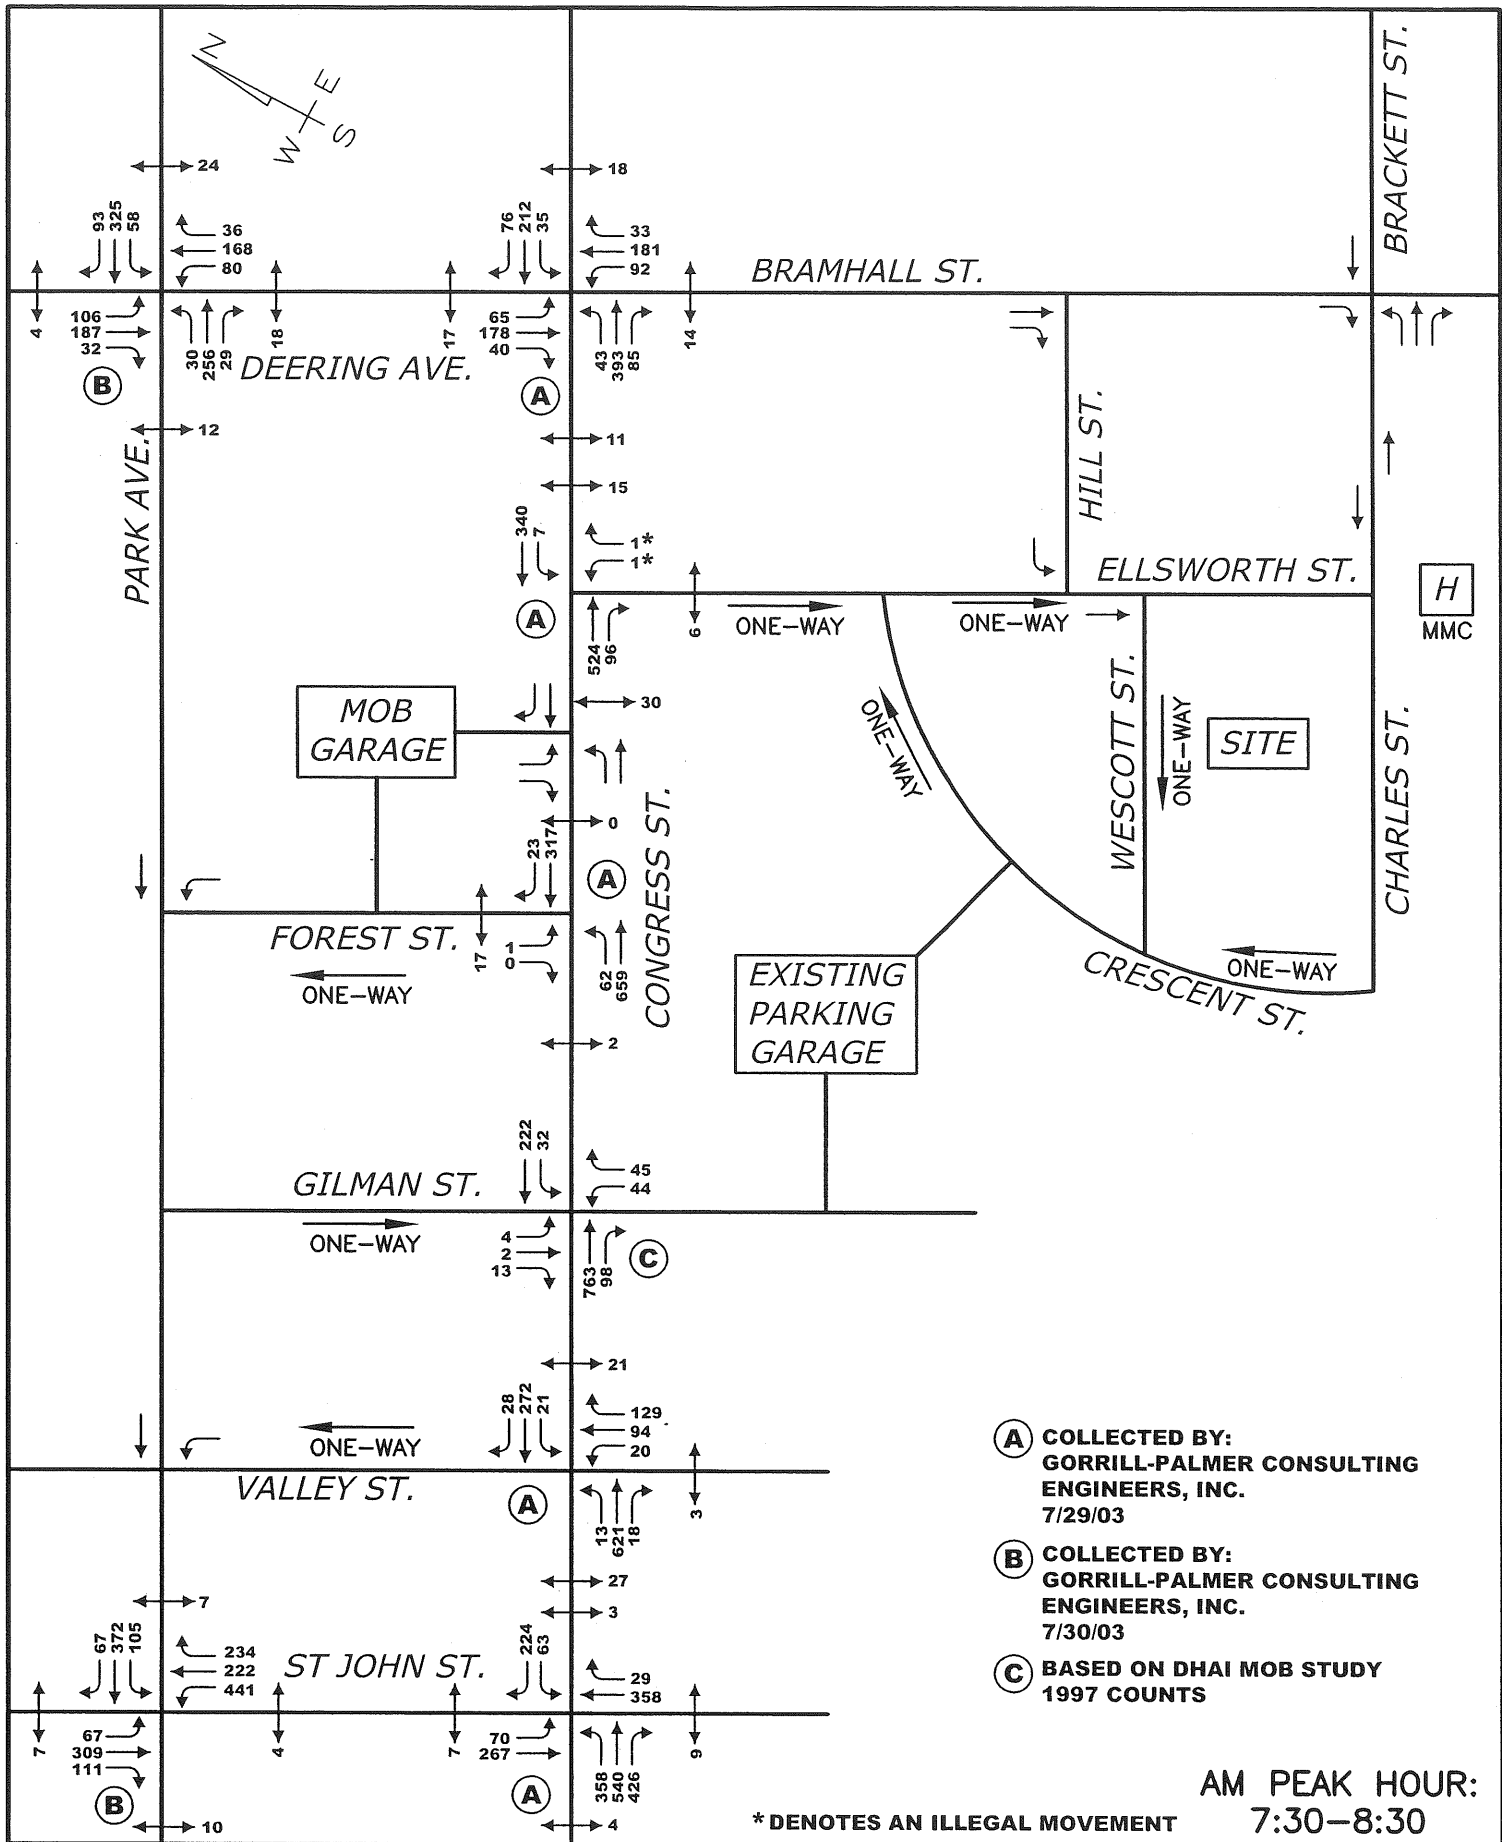 N
E
W
S
BRACKETT ST.
24
18
93
325
58
36
168
80
76
212
35
33
181
92
BRAMHALL ST.
4
106
187
32
30
256
29
18
17
65
178
40
43
393
85
14
DEERING AVE.
B
A
12
11
15
PARK AVE.
HILL ST.
340
7
1*
1*
ELLSWORTH ST.
H
MMC
A
524
96
6
ONE-WAY
ONE-WAY
30
MOB
GARAGE
ONE-WAY
WESCOTT ST.
ONE-WAY
SITE
CHARLES ST.
0
23
317
A
CONGRESS ST.
FOREST ST.
17
1
0
62
659
ONE-WAY
EXISTING
PARKING
GARAGE
CRESCENT ST.
ONE-WAY
2
222
32
45
44
GILMAN ST.
ONE-WAY
4
2
13
763
98
C
21
28
272
21
129
94
20
ONE-WAY
VALLEY ST.
A
13
621
18
3
27
3
7
67
372
105
234
222
441
ST JOHN ST.
224
63
29
358
7
67
309
111
4
7
70
267
358
540
426
9
B
A
10
4
A COLLECTED BY:
GORRILL-PALMER CONSULTING
ENGINEERS, INC.
7/29/03
B COLLECTED BY:
GORRILL-PALMER CONSULTING
ENGINEERS, INC.
7/30/03
C BASED ON DHAI MOB STUDY
1997 COUNTS
AM PEAK HOUR:
7:30-8:30
*DENOTES AN ILLEGAL MOVEMENT